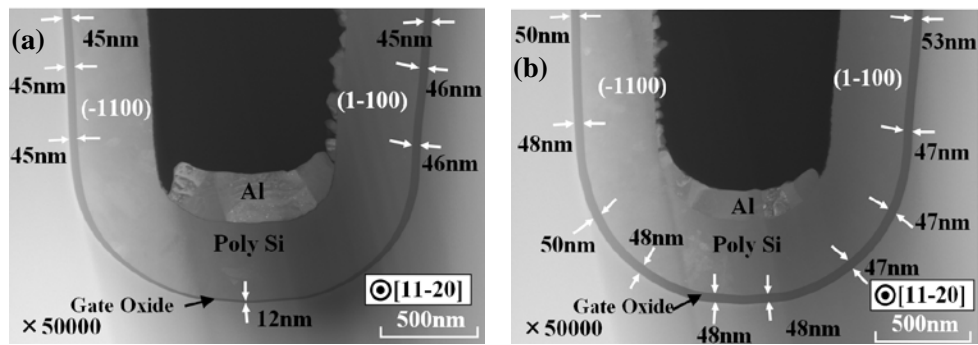 (a)
45nm
45nm
45nm
46nm
(-1100)
(1-100)
45nm
46nm
Al
Poly Si
Gate Oxide
12nm
[11-20]
× 50000
500nm
(b)
50nm
53nm
(-1100)
(1-100)
48nm
47nm
Al
50nm
48nm
Poly Si
47nm
47nm
Gate Oxide
[11-20]
× 50000
48nm
48nm
500nm